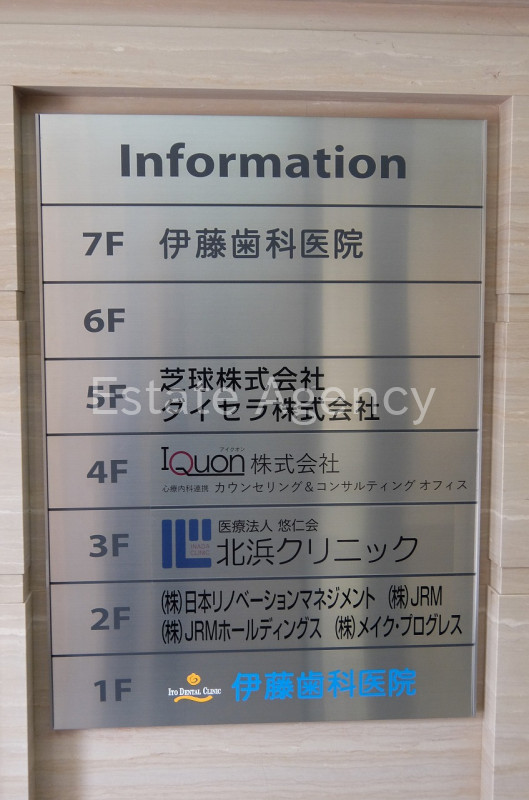 Information
7F 伊藤歯科医院
6F
5F 芝球株式会社
タイセラ株式会社
Estate Agency
アイクオン
4F IQuon 株式会社
心療内科連携 カウンセリング＆コンサルティング オフィス
医療法人 悠仁会
3F 北浜クリニック
2F (株)日本リノベーションマネジメント (株)JRM
(株)JRMホールディングス (株)メイク・プログレス
1F ITO DENTAL CLINIC 伊藤歯科医院